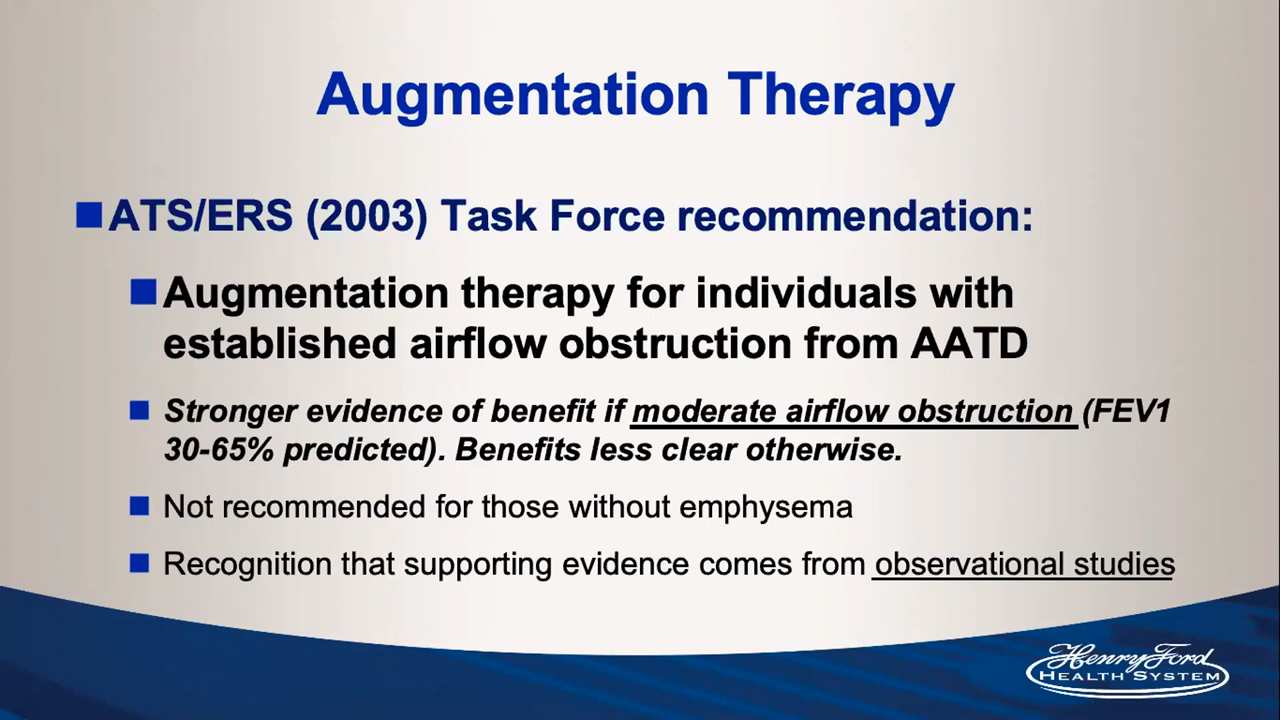 Augmentation Therapy
ATS/ERS (2003) Task Force recommendation:
Augmentation therapy for individuals with
established airflow obstruction from AATD
Stronger evidence of benefit if moderate airflow obstruction (FEV1
30-65% predicted). Benefits less clear otherwise.
Not recommended for those without emphysema
Recognition that supporting evidence comes from observational studies
Henry Ford
HEALTH SYSTEM